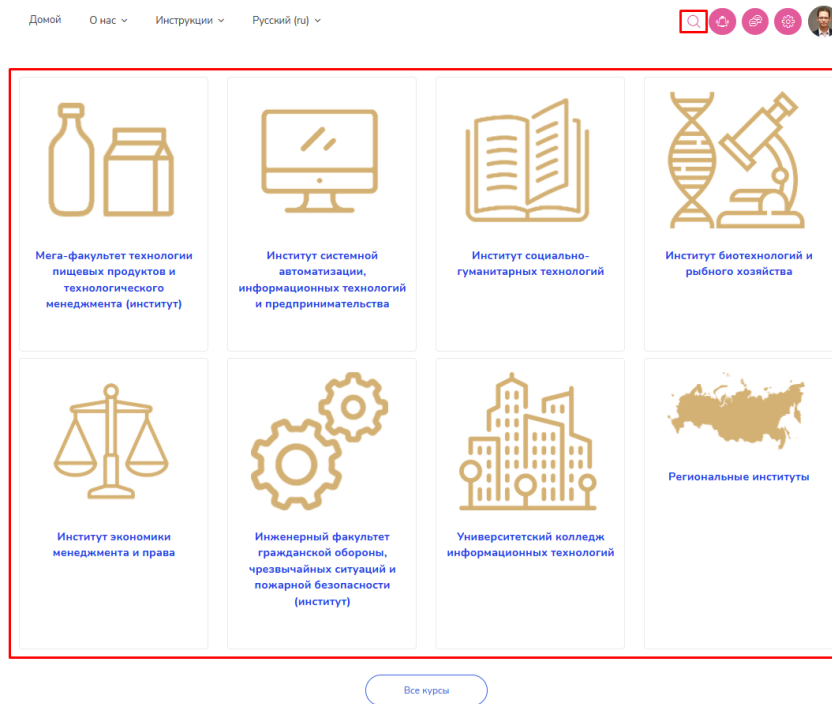 Домой О нас Инструкции Русский (ru)
Мега-факультет технологии
пищевых продуктов и
технологического
менеджмента (институт)
Институт системной
автоматизации,
информационных технологий
и предпринимательства
Институт социально-
гуманитарных технологий
Институт биотехнологий и
рыбного хозяйства
Институт экономики
менеджмента и права
Инженерный факультет
гражданской обороны,
чрезвычайных ситуаций и
пожарной безопасности
(институт)
Университетский колледж
информационных технологий
Региональные институты
Все курсы